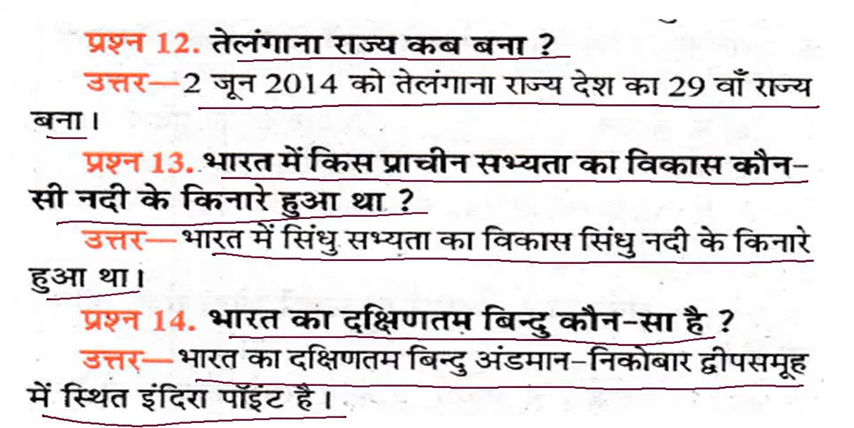 प्रश्न 12. तेलंगाना राज्य कब बना ?
उत्तर—2 जून 2014 को तेलंगाना राज्य देश का 29 वाँ राज्य
बना।
प्रश्न 13. भारत में किस प्राचीन सभ्यता का विकास कौन-
सी नदी के किनारे हुआ था ?
उत्तर—भारत में सिंधु सभ्यता का विकास सिंधु नदी के किनारे
हुआ था।
प्रश्न 14. भारत का दक्षिणतम बिन्दु कौन-सा है ?
उत्तर—भारत का दक्षिणतम बिन्दु अंडमान-निकोबार द्वीपसमूह
में स्थित इंदिरा पॉइंट है।